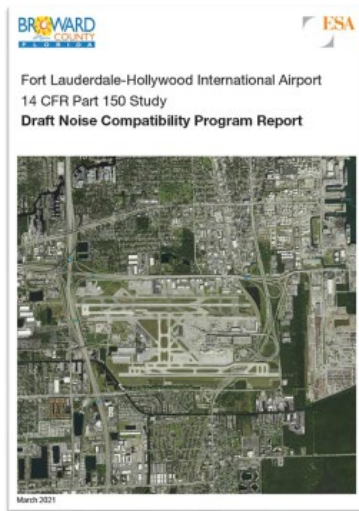 BROWARD
COUNTY
FLORIDA
ESA
Fort Lauderdale-Hollywood International Airport
14 CFR Part 150 Study
Draft Noise Compatibility Program Report
March 2021